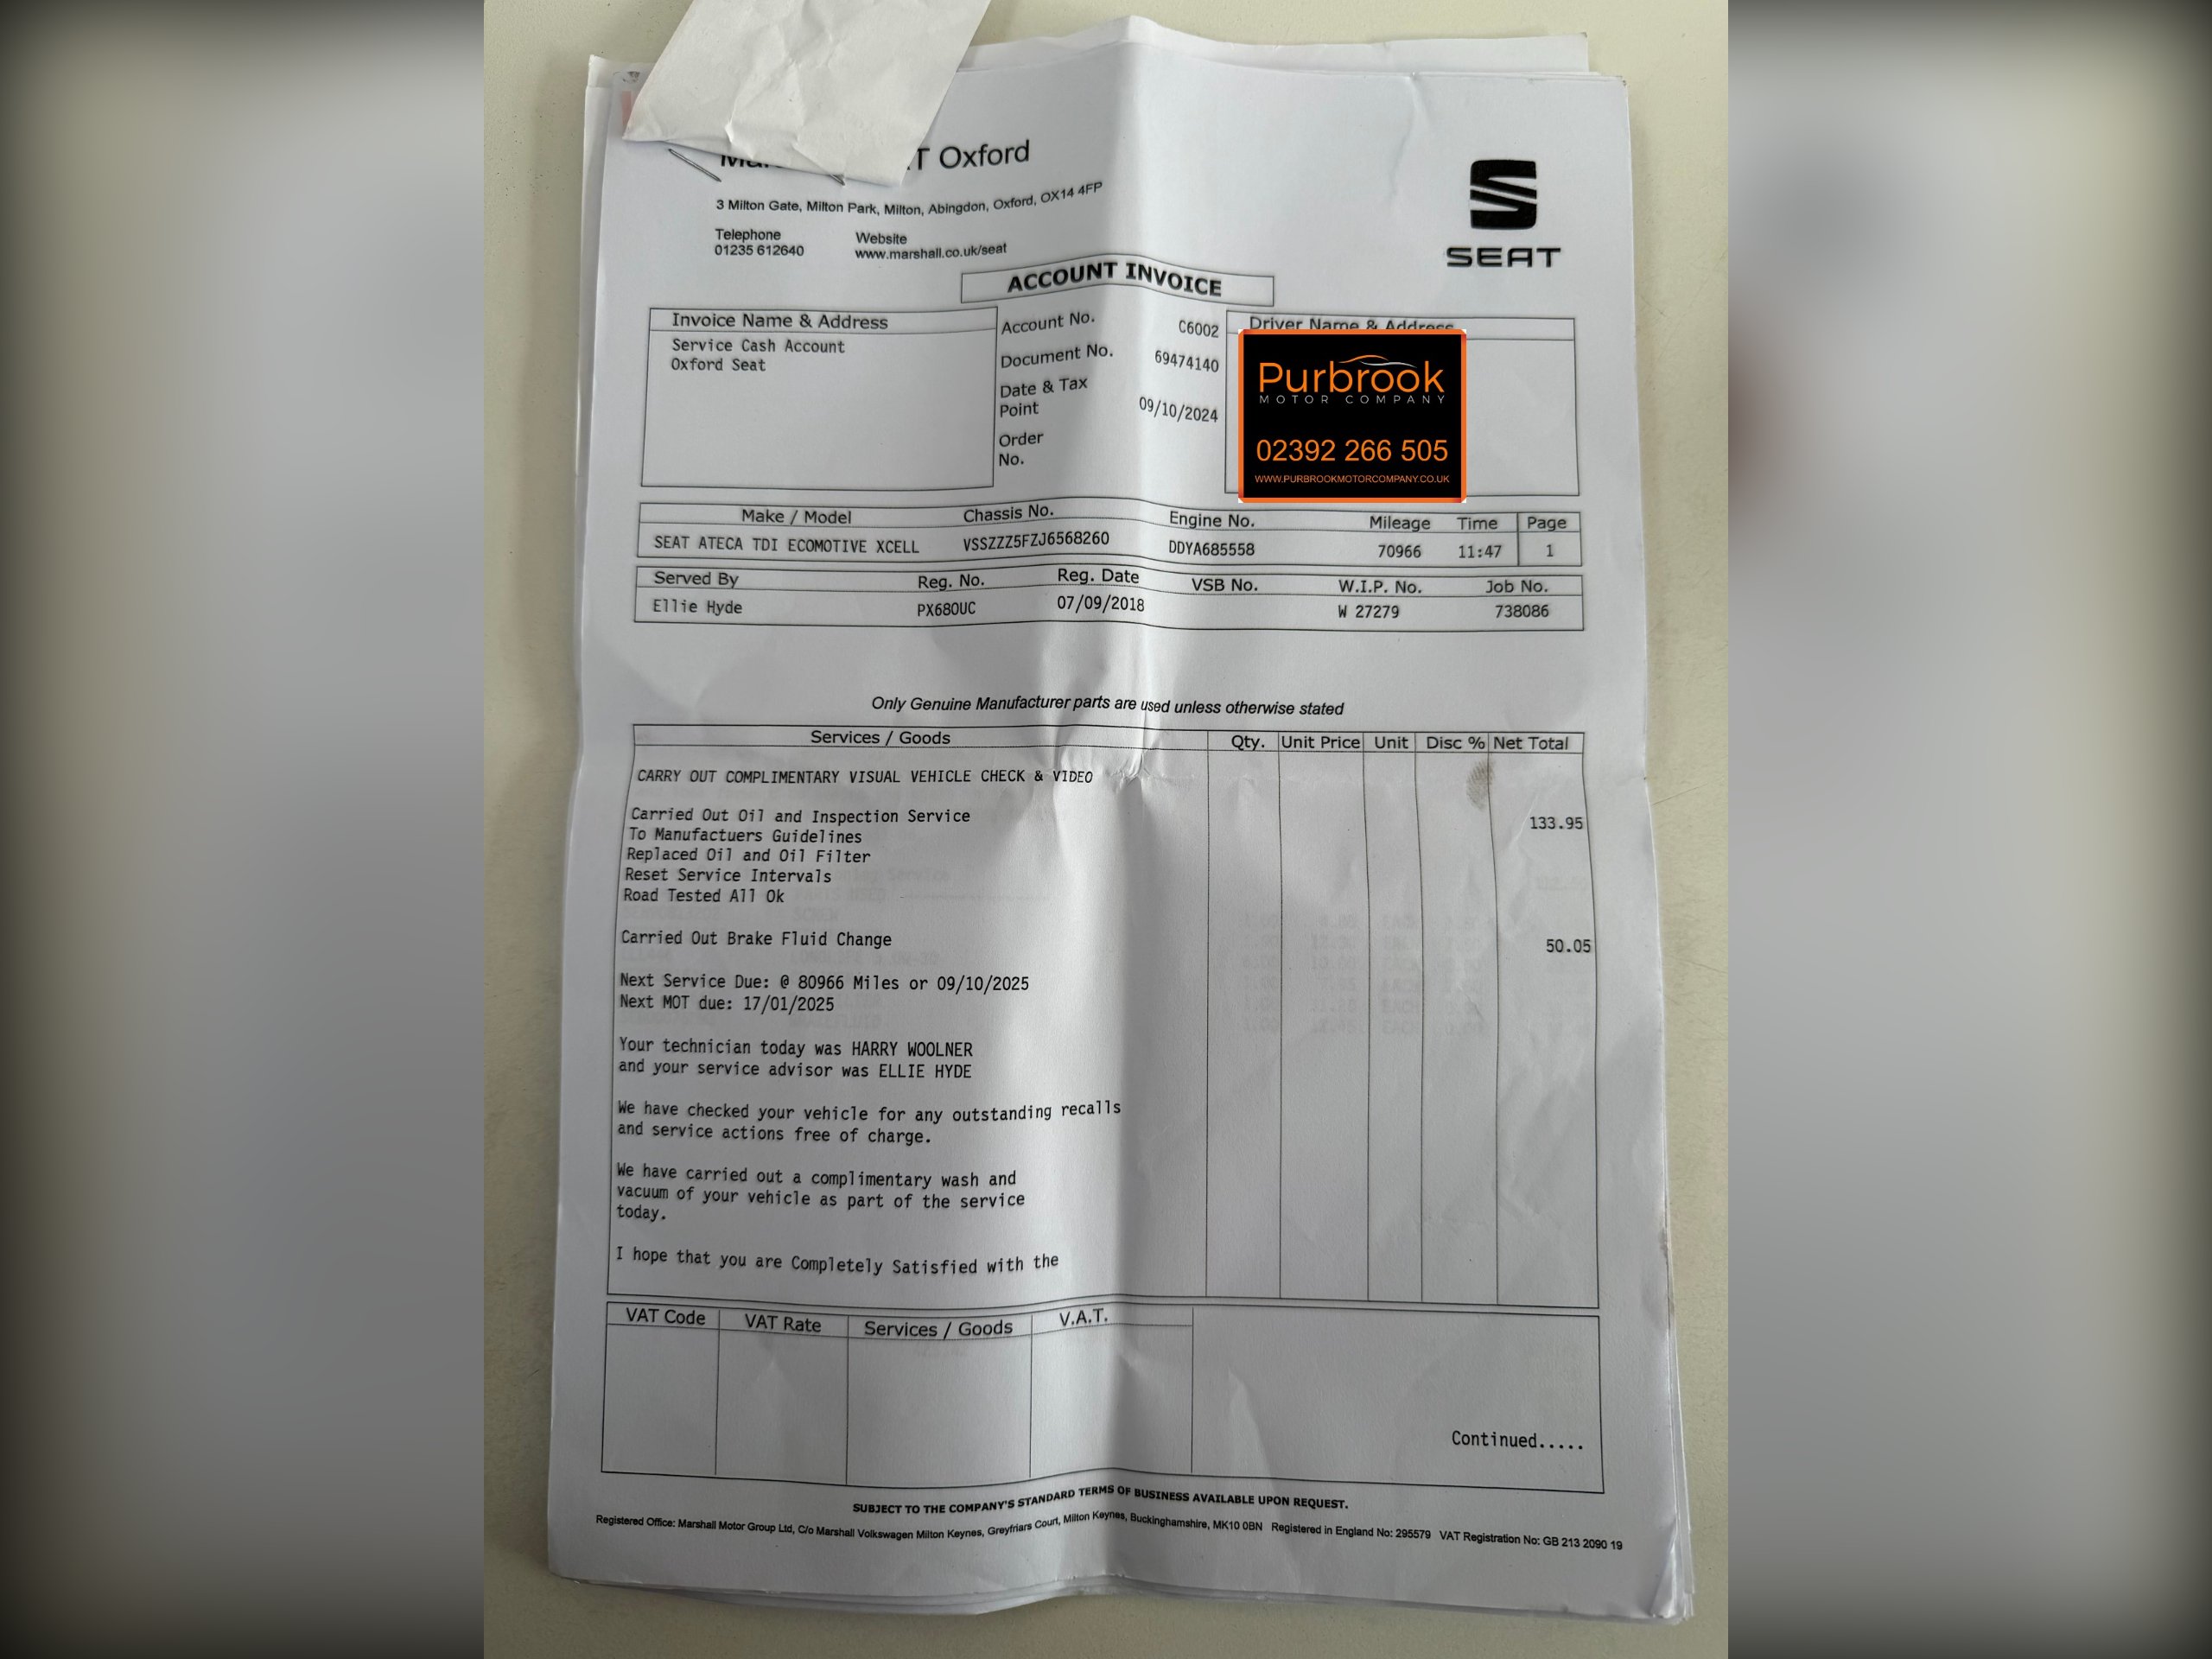 T Oxford
3 Milton Gate, Milton Park, Milton, Abingdon, Oxford, OX14 4FP
Telephone
01235 612640
Website
www.marshall.co.uk/seat
SEAT
ACCOUNT INVOICE
Invoice Name & Address
Service Cash Account
Oxford Seat
Account No. C6002
Document No. 69474140
Date & Tax
Point 09/10/2024
Order
No.
Driver Name & Address
Purbrook
MOTOR COMPANY
02392 266 505
WWW.PURBROOKMOTORCOMPANY.CO.UK
Make / Model Chassis No. Engine No. Mileage Time Page
SEAT ATECA TDI ECOMOTIVE XCELL VSSZZZ5FZJ6568260 DDYA685558 70966 11:47 1
Served By Reg. No. Reg. Date VSB No. W.I.P. No. Job No.
Ellie Hyde PX68OUC 07/09/2018 W 27279 738086
Only Genuine Manufacturer parts are used unless otherwise stated
Services / Goods Qty. Unit Price Unit Disc % Net Total
CARRY OUT COMPLIMENTARY VISUAL VEHICLE CHECK & VIDEO
Carried Out Oil and Inspection Service 133.95
To Manufactuers Guidelines
Replaced Oil and Oil Filter
Reset Service Intervals
Road Tested All Ok
Carried Out Brake Fluid Change 50.05
Next Service Due: @ 80966 Miles or 09/10/2025
Next MOT due: 17/01/2025
Your technician today was HARRY WOOLNER
and your service advisor was ELLIE HYDE
We have checked your vehicle for any outstanding recalls
and service actions free of charge.
We have carried out a complimentary wash and
vacuum of your vehicle as part of the service
today.
I hope that you are Completely Satisfied with the
VAT Code VAT Rate Services / Goods V.A.T.
Continued.....
SUBJECT TO THE COMPANY'S STANDARD TERMS OF BUSINESS AVAILABLE UPON REQUEST.
Registered Office: Marshall Motor Group Ltd, C/o Marshall Volkswagen Milton Keynes, Greyfriars Court, Milton Keynes, Buckinghamshire, MK10 0BN Registered in England No: 295579 VAT Registration No: GB 213 2090 19